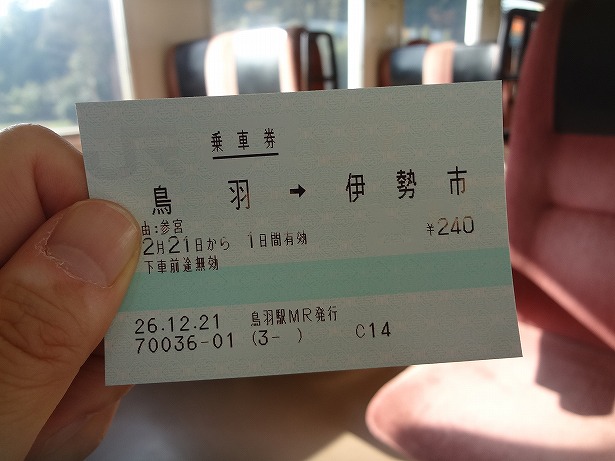 乗車券
鳥羽 → 伊勢市
由:参宮
2月21日から 1日間有効 ¥240
下車前途無効
26.12.21 鳥羽駅MR発行
70036-01 (3- ) C14